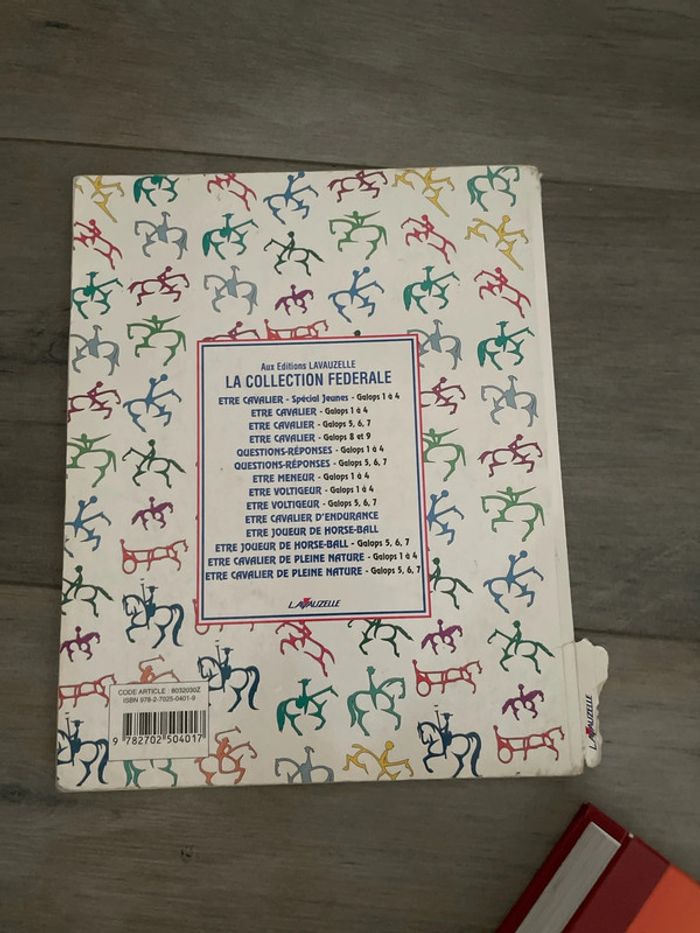 Aux Editions LAVAUZELLE
LA COLLECTION FEDERALE
ETRE CAVALIER - Spécial Jeunes - Galops 1 à 4
ETRE CAVALIER - Galops 1 à 4
ETRE CAVALIER - Galops 5, 6, 7
ETRE CAVALIER - Galops 8 et 9
QUESTIONS-RÉPONSES - Galops 1 à 4
QUESTIONS-RÉPONSES - Galops 5, 6, 7
ETRE MENEUR - Galops 1 à 4
ETRE VOLTIGEUR - Galops 1 à 4
ETRE VOLTIGEUR - Galops 5, 6, 7
ETRE CAVALIER D'ENDURANCE
ETRE JOUEUR DE HORSE-BALL
ETRE JOUEUR DE HORSE-BALL - Galops 5, 6, 7
ETRE CAVALIER DE PLEINE NATURE - Galops 1 à 4
ETRE CAVALIER DE PLEINE NATURE - Galops 5, 6, 7
LAVAUZELLE
CODE ARTICLE : 6032030Z
ISBN 978-2-7025-0401-9
9 782702 504017
LAVAUZELLE